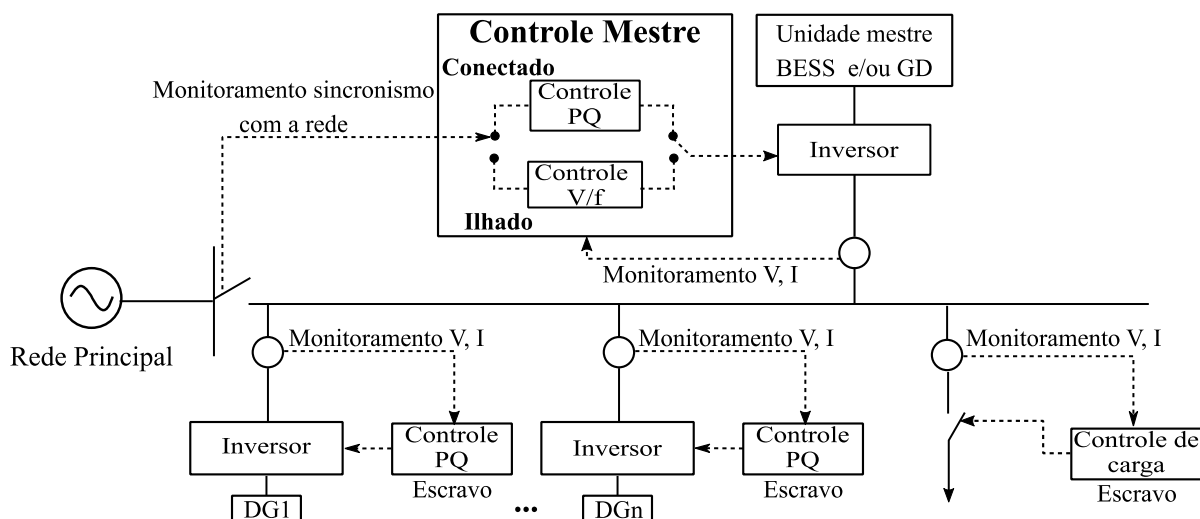 Controle Mestre
Conectado
Controle
PQ
Controle
V/f
Ilhado
Unidade mestre
BESS e/ou GD
Inversor
Monitoramento sincronismo
com a rede
Monitoramento V, I
Rede Principal
Monitoramento V, I
Monitoramento V, I
Monitoramento V, I
Inversor
Controle
PQ
Escravo
DG1
...
Inversor
Controle
PQ
Escravo
DGn
Controle de
carga
Escravo